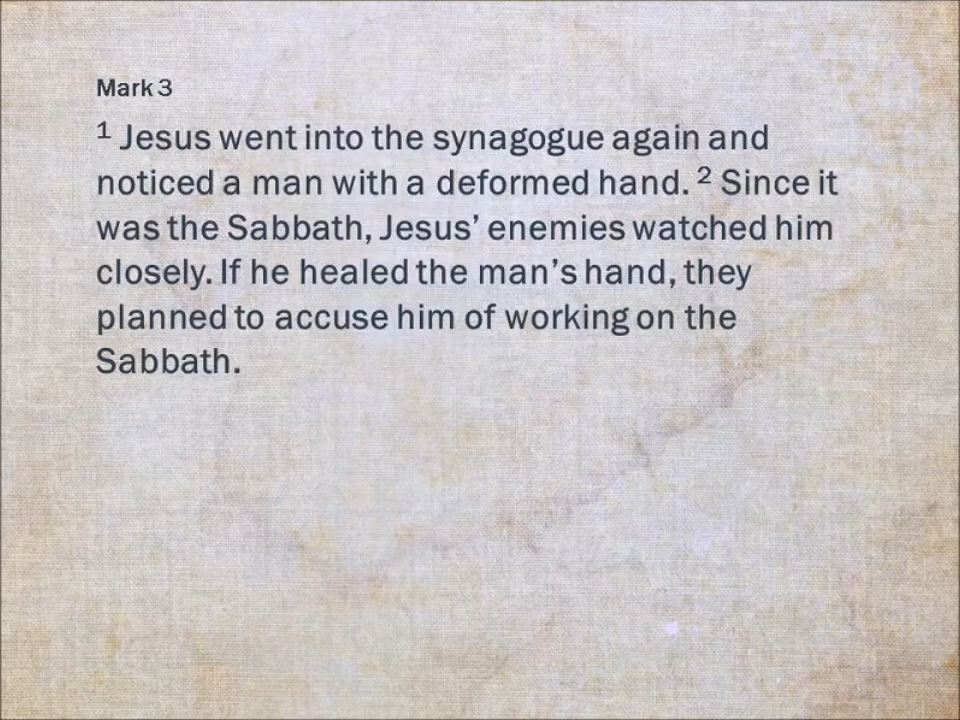 Mark 3
1 Jesus went into the synagogue again and
noticed a man with a deformed hand. 2 Since it
was the Sabbath, Jesus’ enemies watched him
closely. If he healed the man’s hand, they
planned to accuse him of working on the
Sabbath.